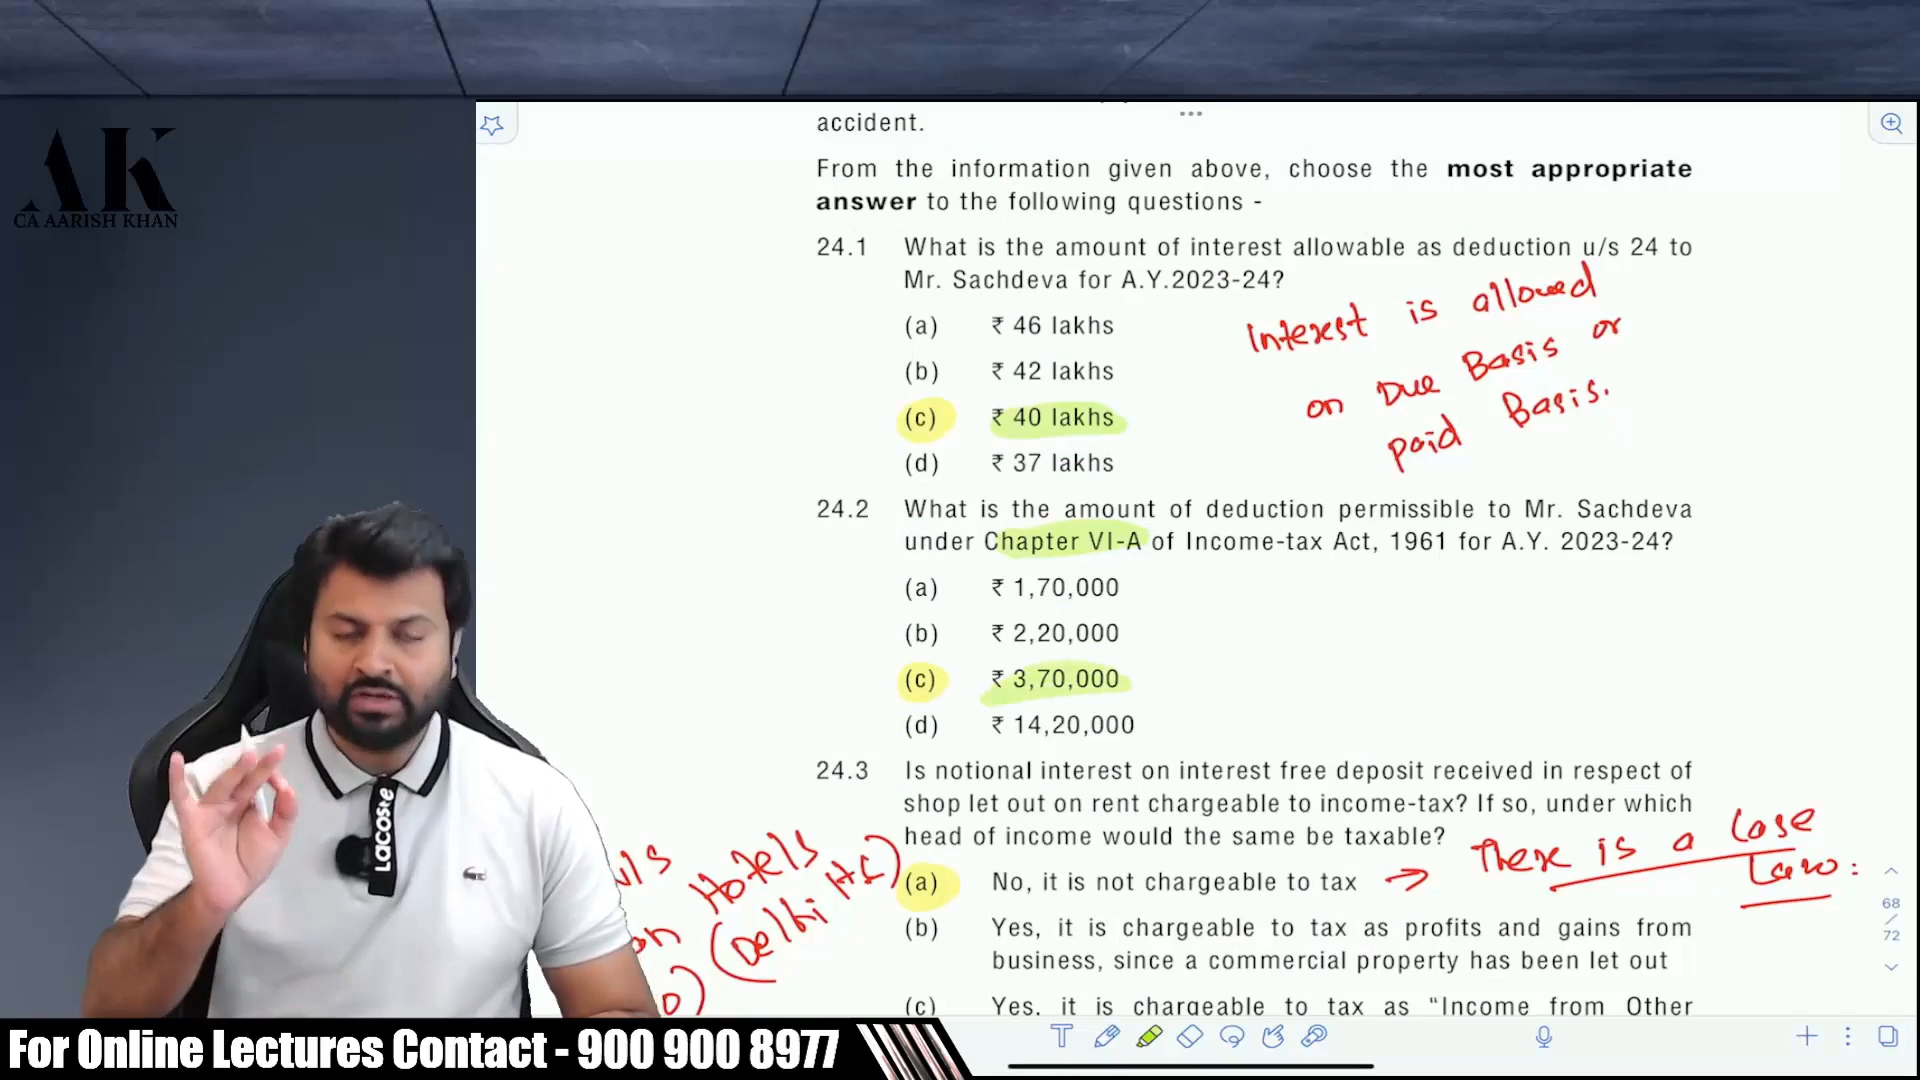 AK
CA AARISH KHAN
accident.
From the information given above, choose the most appropriate
answer to the following questions -
24.1 What is the amount of interest allowable as deduction u/s 24 to
Mr. Sachdeva for A.Y.2023-24?
(a) ₹ 46 lakhs
(b) ₹ 42 lakhs
(c) ₹ 40 lakhs
(d) ₹ 37 lakhs
Interest is allowed
on Due Basis or
paid Basis.
24.2 What is the amount of deduction permissible to Mr. Sachdeva
under Chapter VI-A of Income-tax Act, 1961 for A.Y. 2023-24?
(a) ₹ 1,70,000
(b) ₹ 2,20,000
(c) ₹ 3,70,000
(d) ₹ 14,20,000
24.3 Is notional interest on interest free deposit received in respect of
shop let out on rent chargeable to income-tax? If so, under which
head of income would the same be taxable?
(a) No, it is not chargeable to tax → There is a Case
Law:
Hotels
(Delhi HC)
(b) Yes, it is chargeable to tax as profits and gains from
business, since a commercial property has been let out
(c) Yes, it is chargeable to tax as “Income from Other
68
/
72
Lacoste
For Online Lectures Contact - 900 900 8977